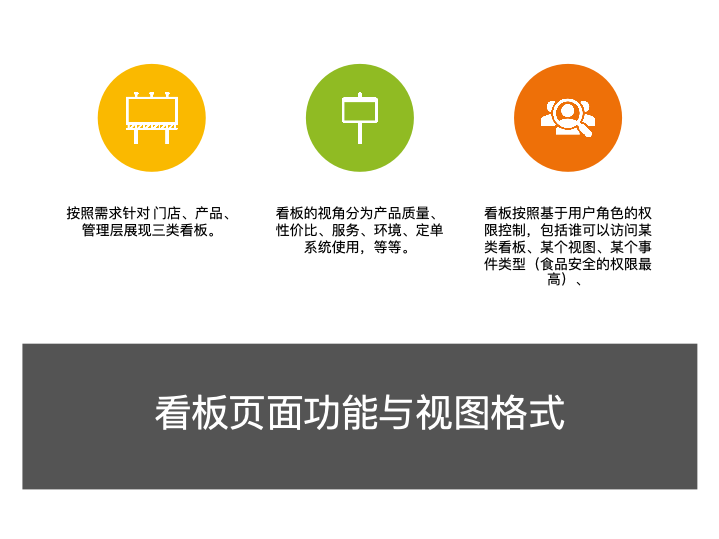 按照需求针对门店、产品、
管理层展现三类看板。
看板的视角分为产品质量、
性价比、服务、环境、定单
系统使用，等等。
看板按照基于用户角色的权
限控制，包括谁可以访问某
类看板、某个视图、某个事
件类型（食品安全的权限最
高）、
看板页面功能与视图格式